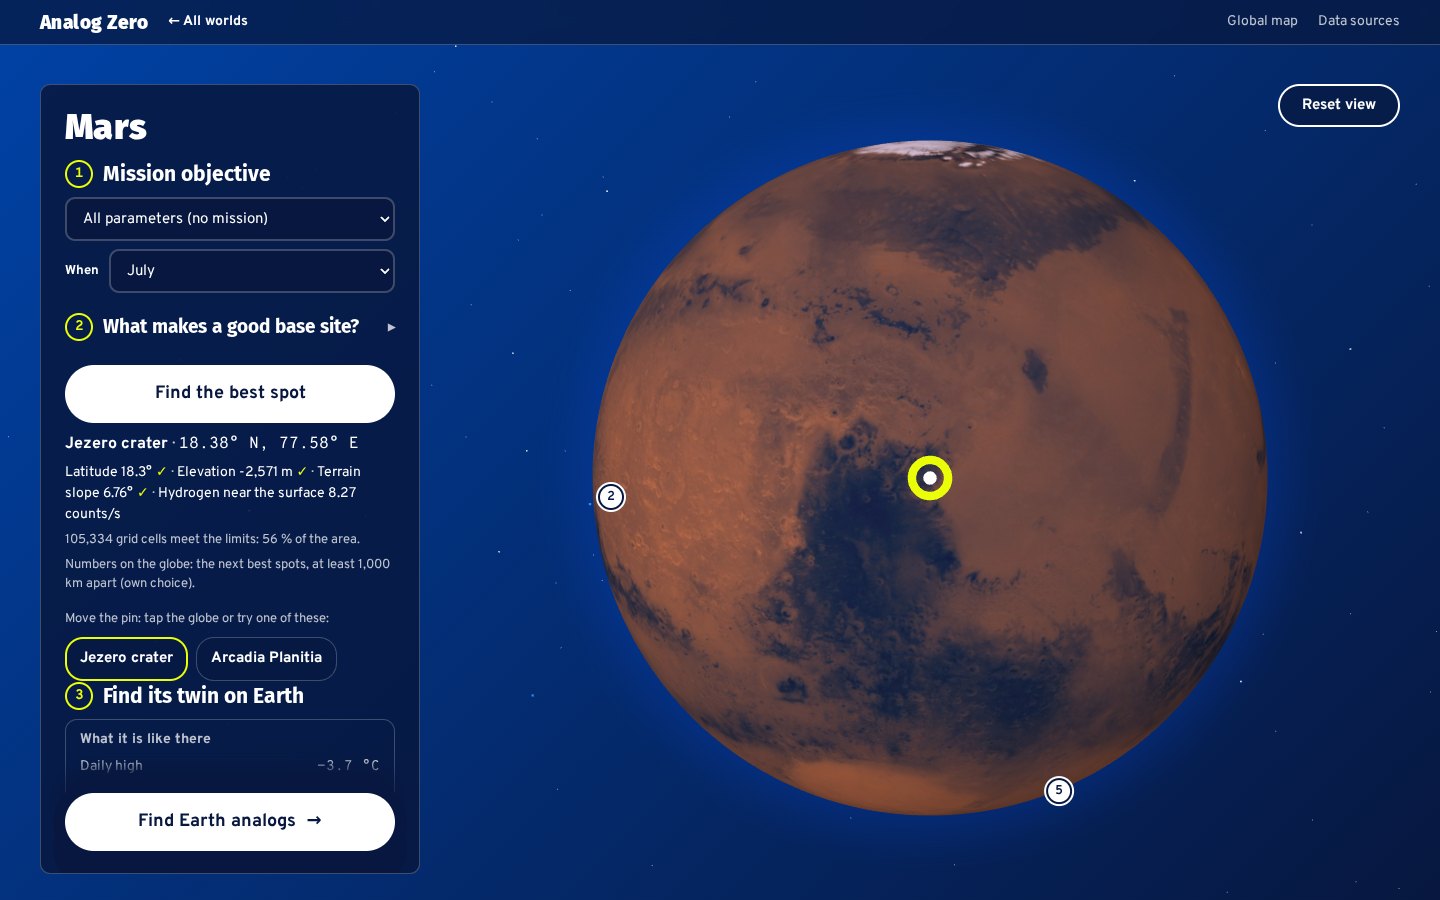 Analog Zero
← All worlds
Global map
Data sources
Reset view
Mars
1 Mission objective
All parameters (no mission)
When July
2 What makes a good base site? ▸
Find the best spot
Jezero crater · 18.38° N, 77.58° E
Latitude 18.3° ✓ · Elevation -2,571 m ✓ · Terrain
slope 6.76° ✓ · Hydrogen near the surface 8.27
counts/s
105,334 grid cells meet the limits: 56 % of the area.
Numbers on the globe: the next best spots, at least 1,000
km apart (own choice).
Move the pin: tap the globe or try one of these:
Jezero crater
Arcadia Planitia
3 Find its twin on Earth
What it is like there
Daily high −3.7 °C
Find Earth analogs →
2
5